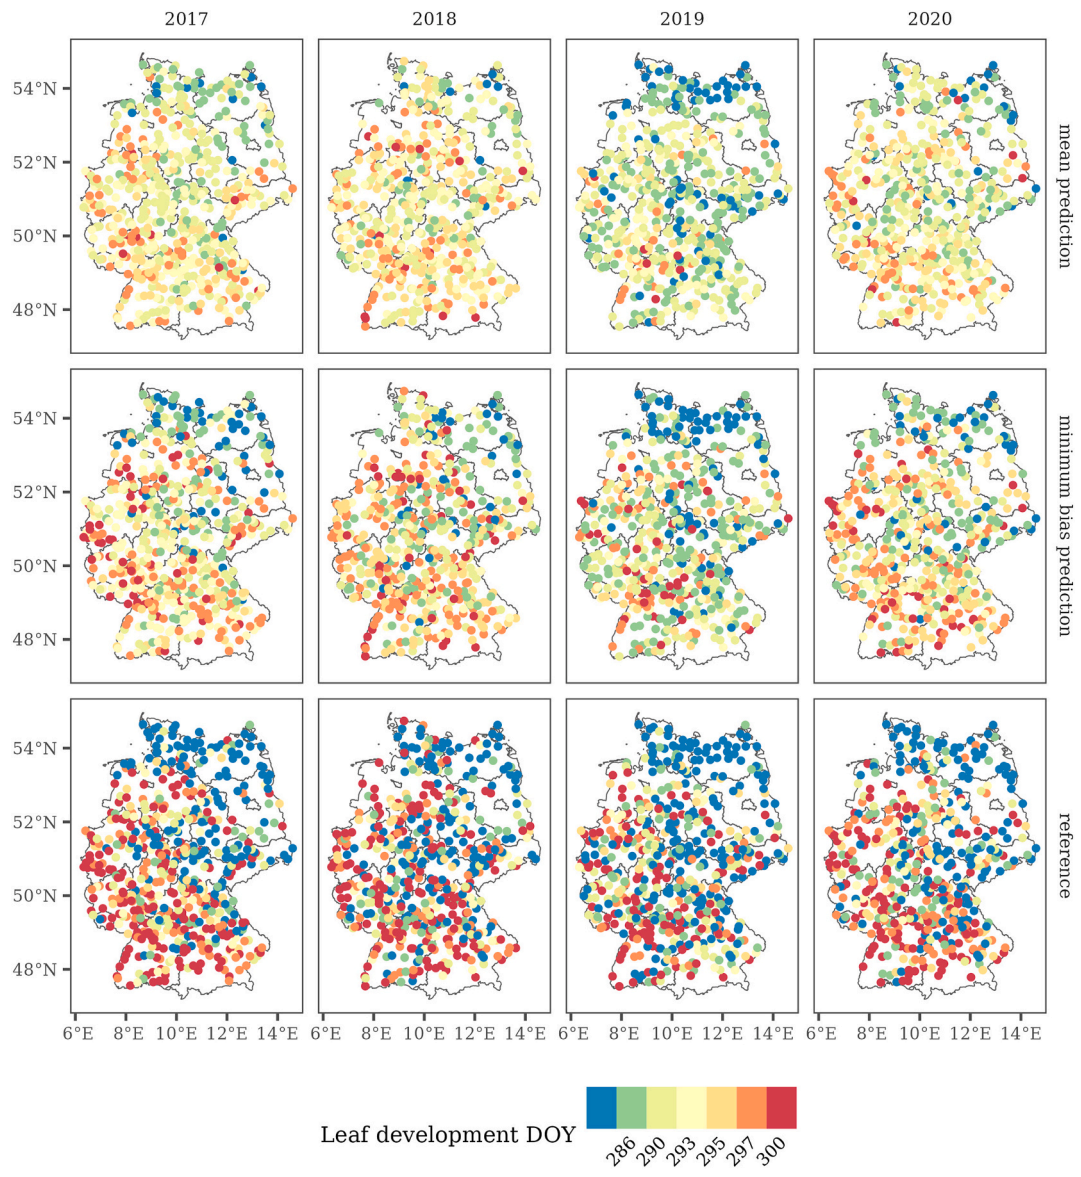 2017 2018 2019 2020
54°N
52°N
50°N
48°N
mean prediction
54°N
52°N
50°N
48°N
minimum bias prediction
54°N
52°N
50°N
48°N
reference
6°E 8°E 10°E 12°E 14°E 6°E 8°E 10°E 12°E 14°E 6°E 8°E 10°E 12°E 14°E 6°E 8°E 10°E 12°E 14°E
Leaf development DOY
286 290 293 295 297 300